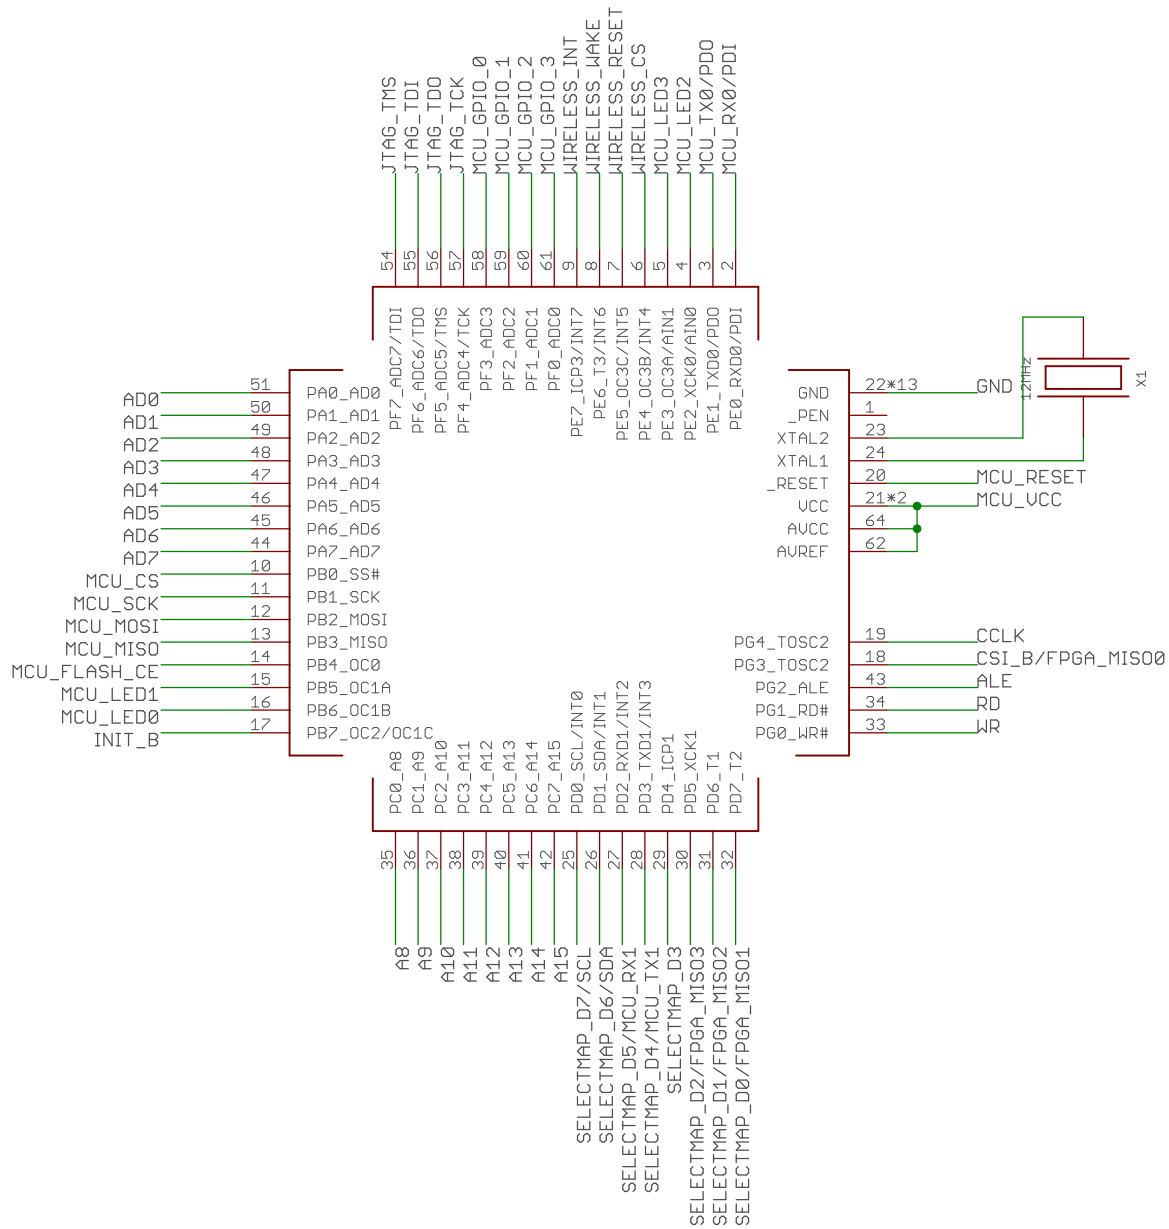 JTAG_TMS
JTAG_TDI
JTAG_TDO
JTAG_TCK
MCU_GPIO_0
MCU_GPIO_1
MCU_GPIO_2
MCU_GPIO_3
WIRELESS_INT
WIRELESS_WAKE
WIRELESS_RESET
WIRELESS_CS
MCU_LED3
MCU_LED2
MCU_TX0/PDO
MCU_RX0/PDI
54
55
56
57
58
59
60
61
9
8
7
6
5
4
3
2
PF7_ADC7/TDI
PF6_ADC6/TDO
PF5_ADC5/TMS
PF4_ADC4/TCK
PF3_ADC3
PF2_ADC2
PF1_ADC1
PF0_ADC0
PE7_ICP3/INT7
PE6_T3/INT6
PE5_OC3C/INT5
PE4_OC3B/INT4
PE3_OC3A/AIN1
PE2_XCK0/AIN0
PE1_TXD0/PDO
PE0_RXD0/PDI
AD0 51 PA0_AD0
AD1 50 PA1_AD1
AD2 49 PA2_AD2
AD3 48 PA3_AD3
AD4 47 PA4_AD4
AD5 46 PA5_AD5
AD6 45 PA6_AD6
AD7 44 PA7_AD7
MCU_CS 10 PB0_SS#
MCU_SCK 11 PB1_SCK
MCU_MOSI 12 PB2_MOSI
MCU_MISO 13 PB3_MISO
MCU_FLASH_CE 14 PB4_OC0
MCU_LED1 15 PB5_OC1A
MCU_LED0 16 PB6_OC1B
INIT_B 17 PB7_OC2/OC1C
GND 22*13 GND
_PEN 1
XTAL2 23
XTAL1 24
_RESET 20 MCU_RESET
VCC 21*2 MCU_VCC
AVCC 64
AVREF 62
12MHz
X1
PG4_TOSC2 19 CCLK
PG3_TOSC2 18 CSI_B/FPGA_MISO0
PG2_ALE 43 ALE
PG1_RD# 34 RD
PG0_WR# 33 WR
PC0_A8
PC1_A9
PC2_A10
PC3_A11
PC4_A12
PC5_A13
PC6_A14
PC7_A15
PD0_SCL/INT0
PD1_SDA/INT1
PD2_RXD1/INT2
PD3_TXD1/INT3
PD4_ICP1
PD5_XCK1
PD6_T1
PD7_T2
35
36
37
38
39
40
41
42
25
26
27
28
29
30
31
32
A8
A9
A10
A11
A12
A13
A14
A15
SELECTMAP_D7/SCL
SELECTMAP_D6/SDA
SELECTMAP_D5/MCU_RX1
SELECTMAP_D4/MCU_TX1
SELECTMAP_D3
SELECTMAP_D2/FPGA_MISO3
SELECTMAP_D1/FPGA_MISO2
SELECTMAP_D0/FPGA_MISO1